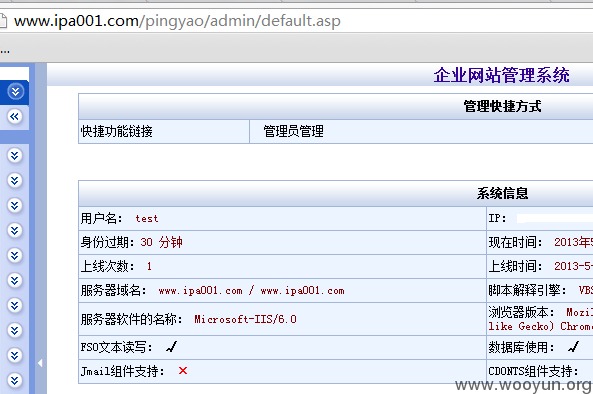 www.ipa001.com/pingyao/admin/default.asp
...
企业网站管理系统
管理快捷方式
快捷功能链接 管理员管理
系统信息
用户名： test IP：
身份过期：30 分钟 现在时间： 2013年5
上线次数： 1 上线时间： 2013-5-
服务器域名： www.ipa001.com / www.ipa001.com 脚本解释引擎： VBS
服务器软件的名称： Microsoft-IIS/6.0 浏览器版本： Mozil
like Gecko) Chrome
FSO文本读写： ✓ 数据库使用： ✓
Jmail组件支持： ✕ CDONTS组件支持：
www.wooyun.org